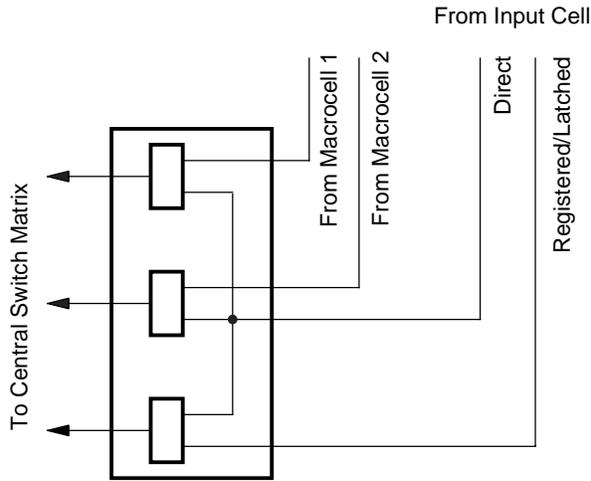 From Input Cell
From Macrocell 1
From Macrocell 2
Direct
Registered/Latched
To Central Switch Matrix